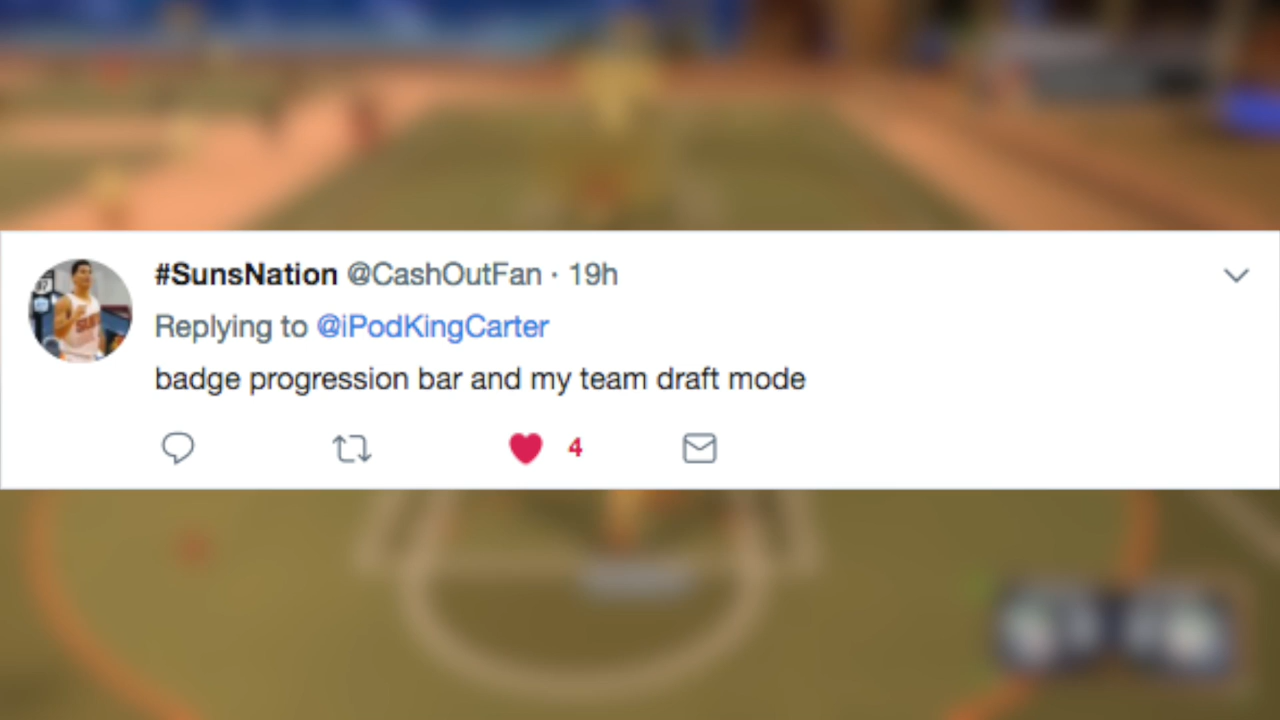 #SunsNation @CashOutFan · 19h
Replying to @iPodKingCarter
badge progression bar and my team draft mode
4